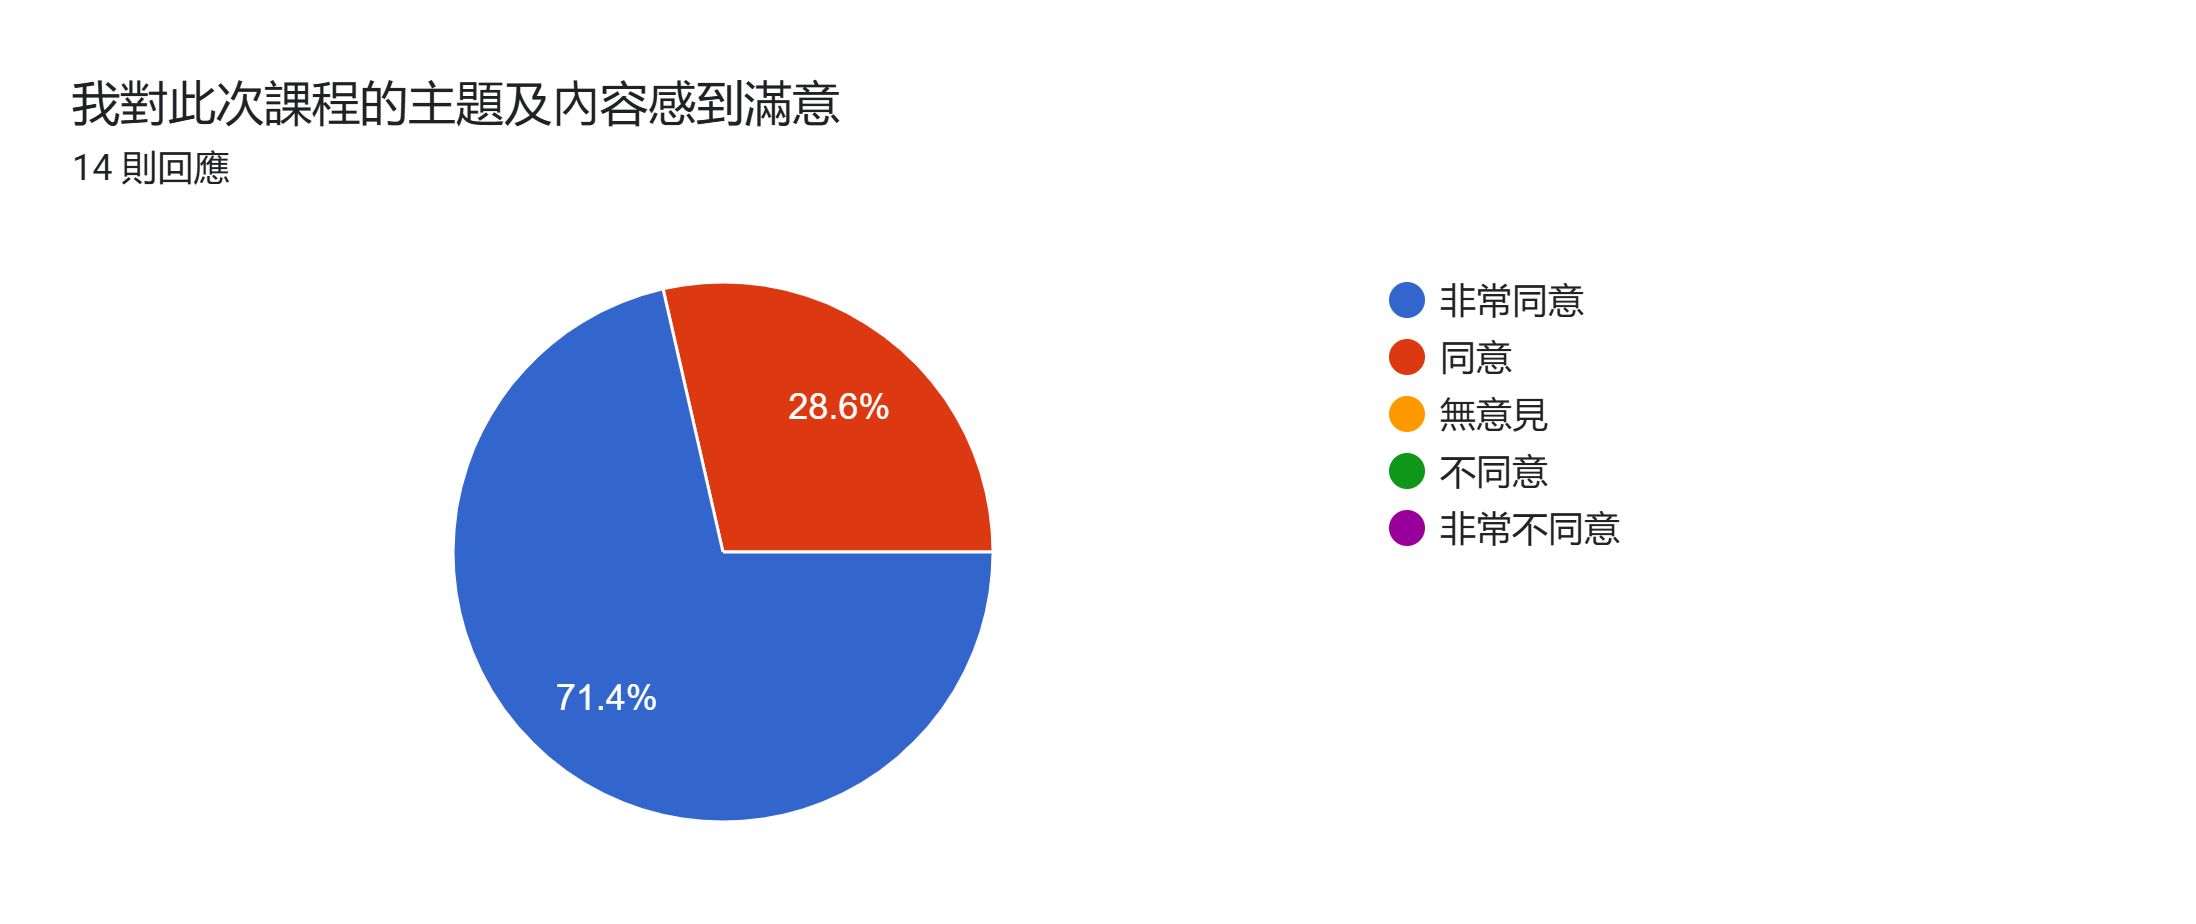 我對此次課程的主題及內容感到滿意
14 則回應
28.6%
71.4%
非常同意
同意
無意見
不同意
非常不同意